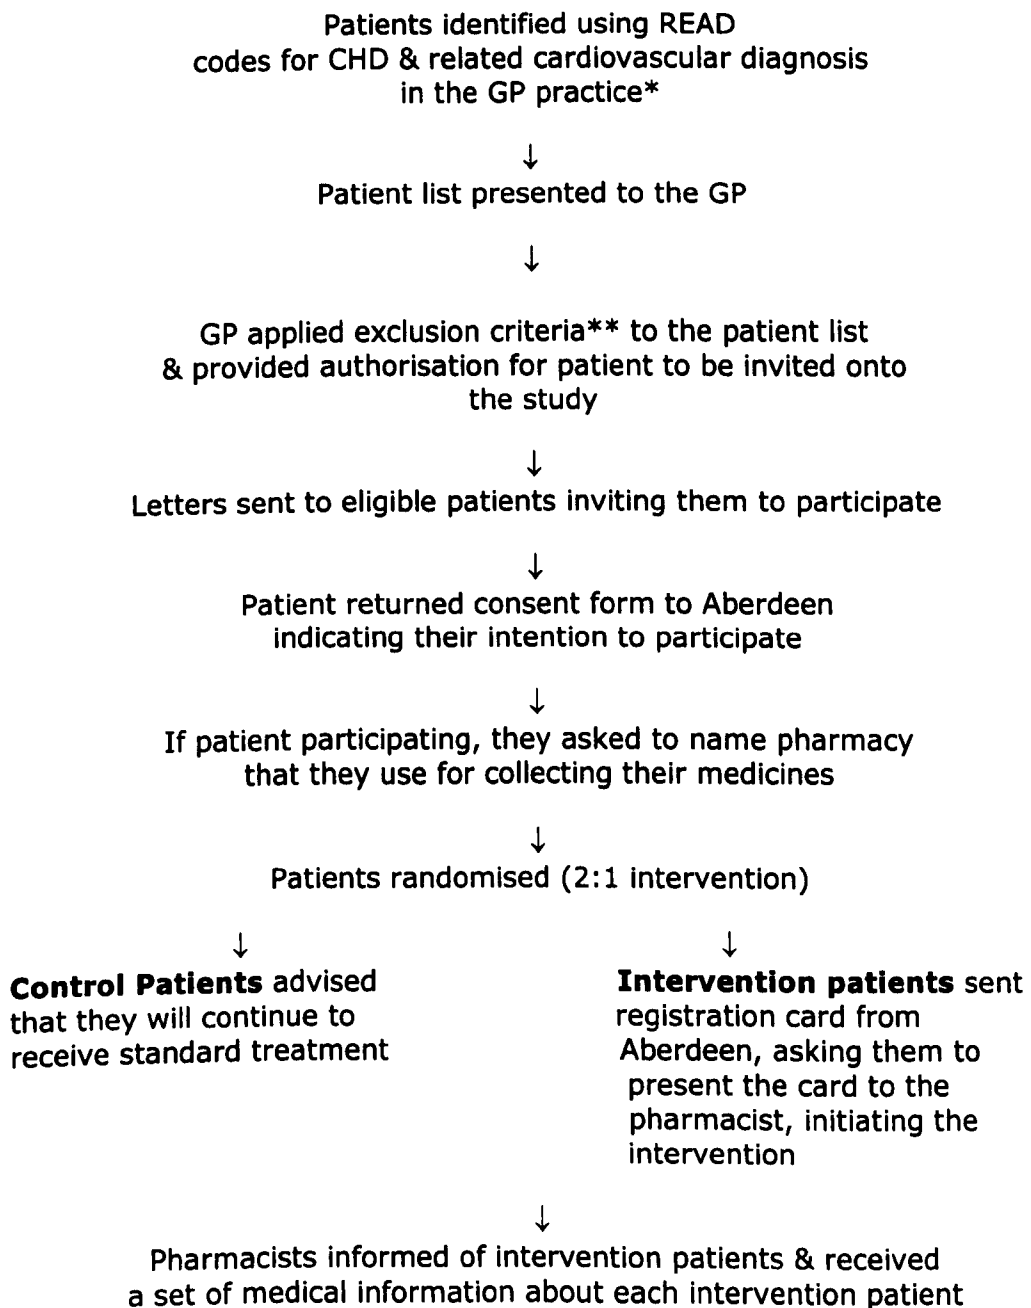 Patients identified using READ
codes for CHD & related cardiovascular diagnosis
in the GP practice*
↓
Patient list presented to the GP
↓
GP applied exclusion criteria** to the patient list
& provided authorisation for patient to be invited onto
the study
↓
Letters sent to eligible patients inviting them to participate
↓
Patient returned consent form to Aberdeen
indicating their intention to participate
↓
If patient participating, they asked to name pharmacy
that they use for collecting their medicines
↓
Patients randomised (2:1 intervention)
↓
Control Patients advised
that they will continue to
receive standard treatment
↓
Intervention patients sent
registration card from
Aberdeen, asking them to
present the card to the
pharmacist, initiating the
intervention
↓
Pharmacists informed of intervention patients & received
a set of medical information about each intervention patient